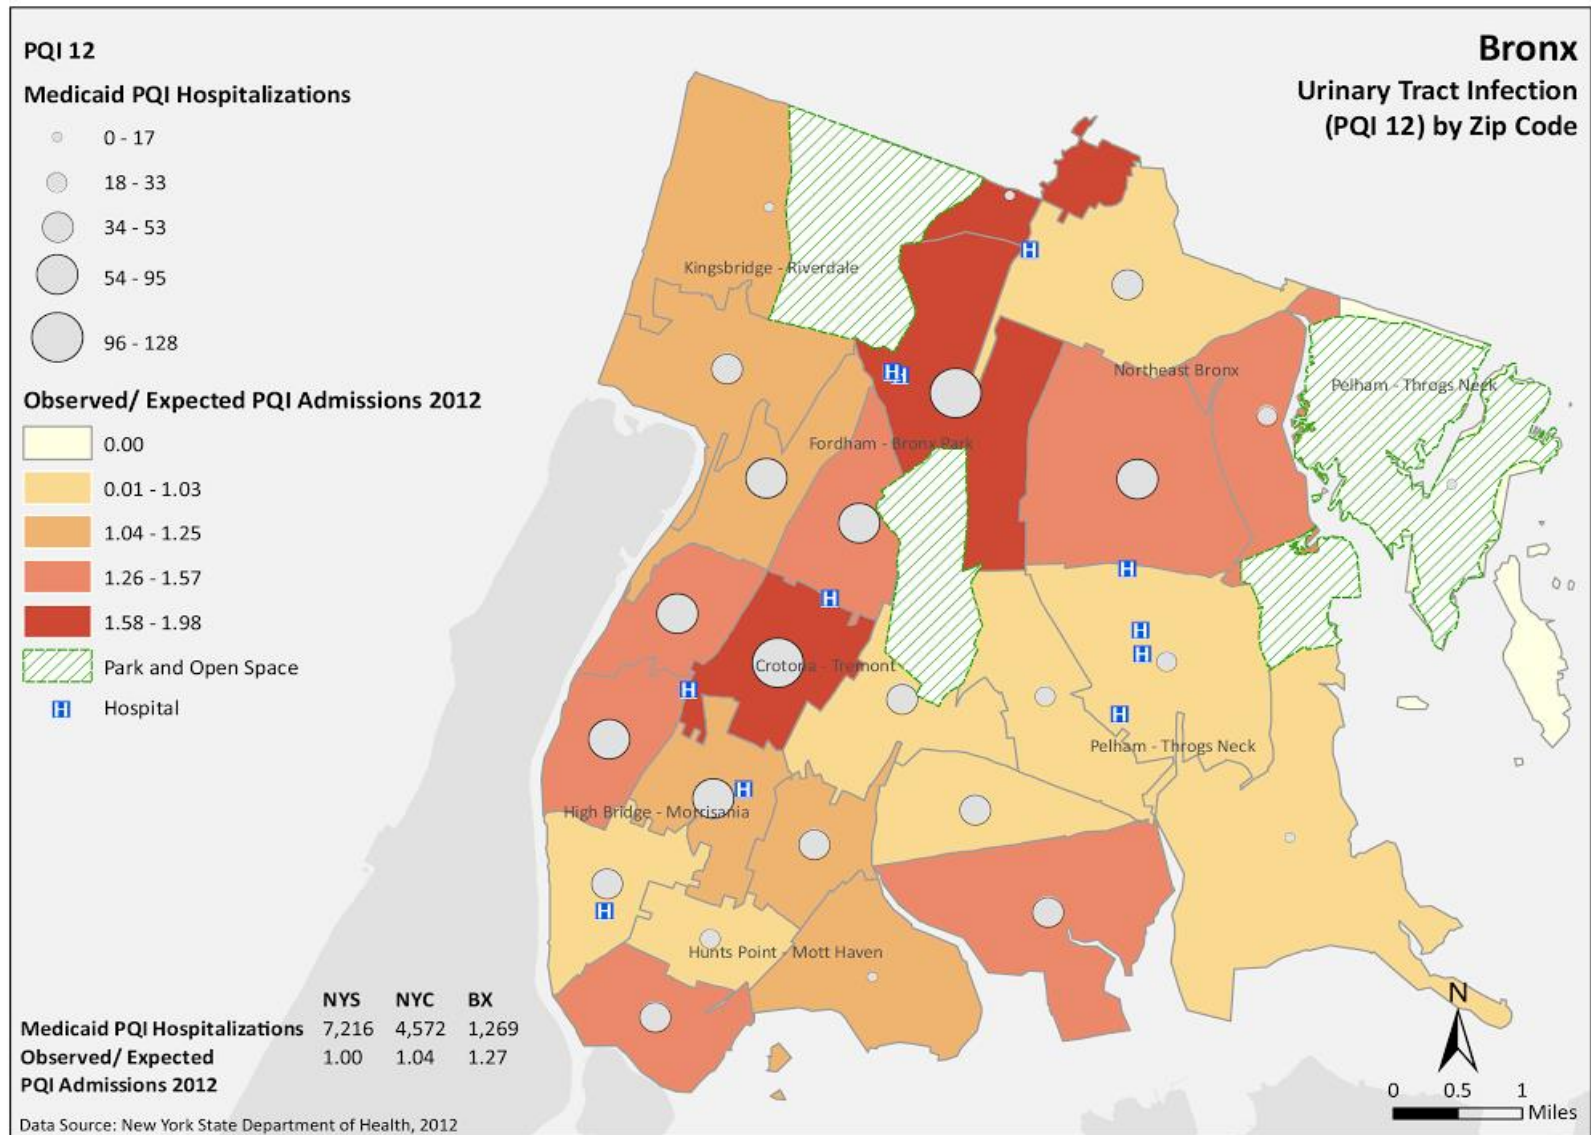 PQI 12
Medicaid PQI Hospitalizations
0 - 17
18 - 33
34 - 53
54 - 95
96 - 128
Observed/ Expected PQI Admissions 2012
0.00
0.01 - 1.03
1.04 - 1.25
1.26 - 1.57
1.58 - 1.98
Park and Open Space
H Hospital
Bronx
Urinary Tract Infection
(PQI 12) by Zip Code
Kingsbridge - Riverdale
H
Northeast Bronx
Pelham - Throgs Neck
H H
Fordham - Bronx Park
H
H
H
H
Crotona - Tremont
H
H
Pelham - Throgs Neck
H
High Bridge - Morrisania
H
Hunts Point - Mott Haven
NYS NYC BX
Medicaid PQI Hospitalizations 7,216 4,572 1,269
Observed/ Expected 1.00 1.04 1.27
PQI Admissions 2012
Data Source: New York State Department of Health, 2012
N
0 0.5 1
Miles